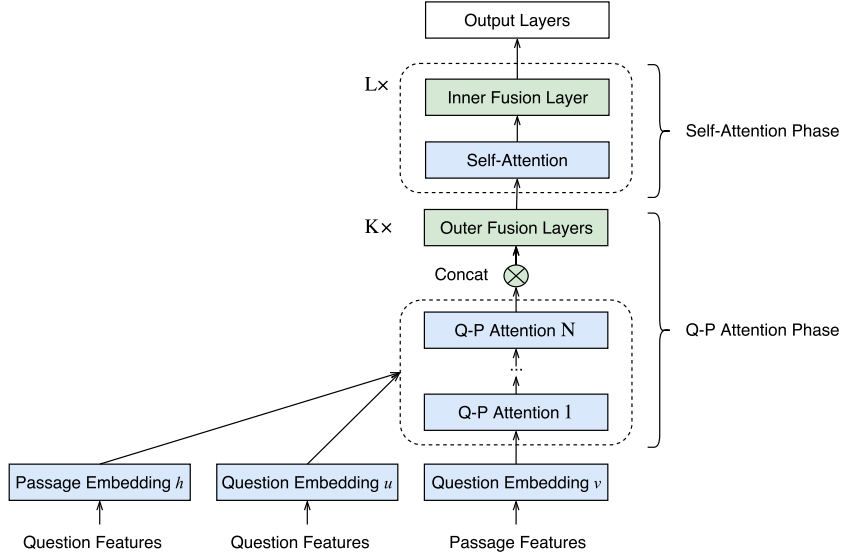 Output Layers
L×
Inner Fusion Layer
Self-Attention
Self-Attention Phase
K×
Outer Fusion Layers
Concat
Q-P Attention N
...
Q-P Attention 1
Q-P Attention Phase
Passage Embedding h
Question Embedding u
Question Embedding v
Question Features
Question Features
Passage Features